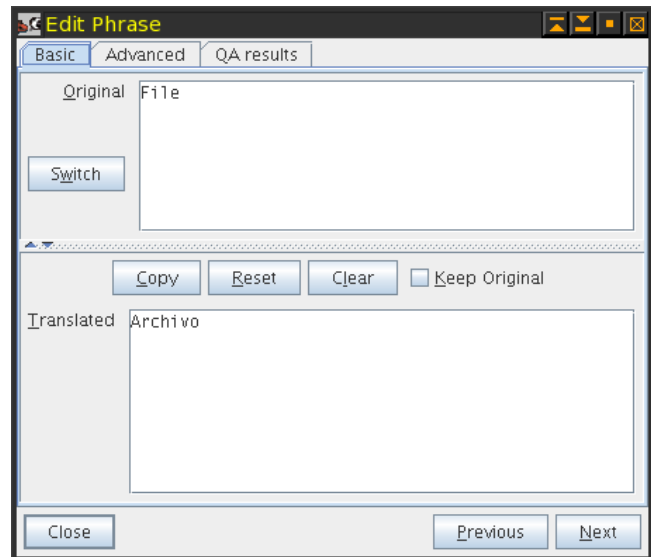 Edit Phrase
Basic Advanced QA results
Original File
Switch
Copy Reset Clear Keep Original
Translated Archivo
Close Previous Next